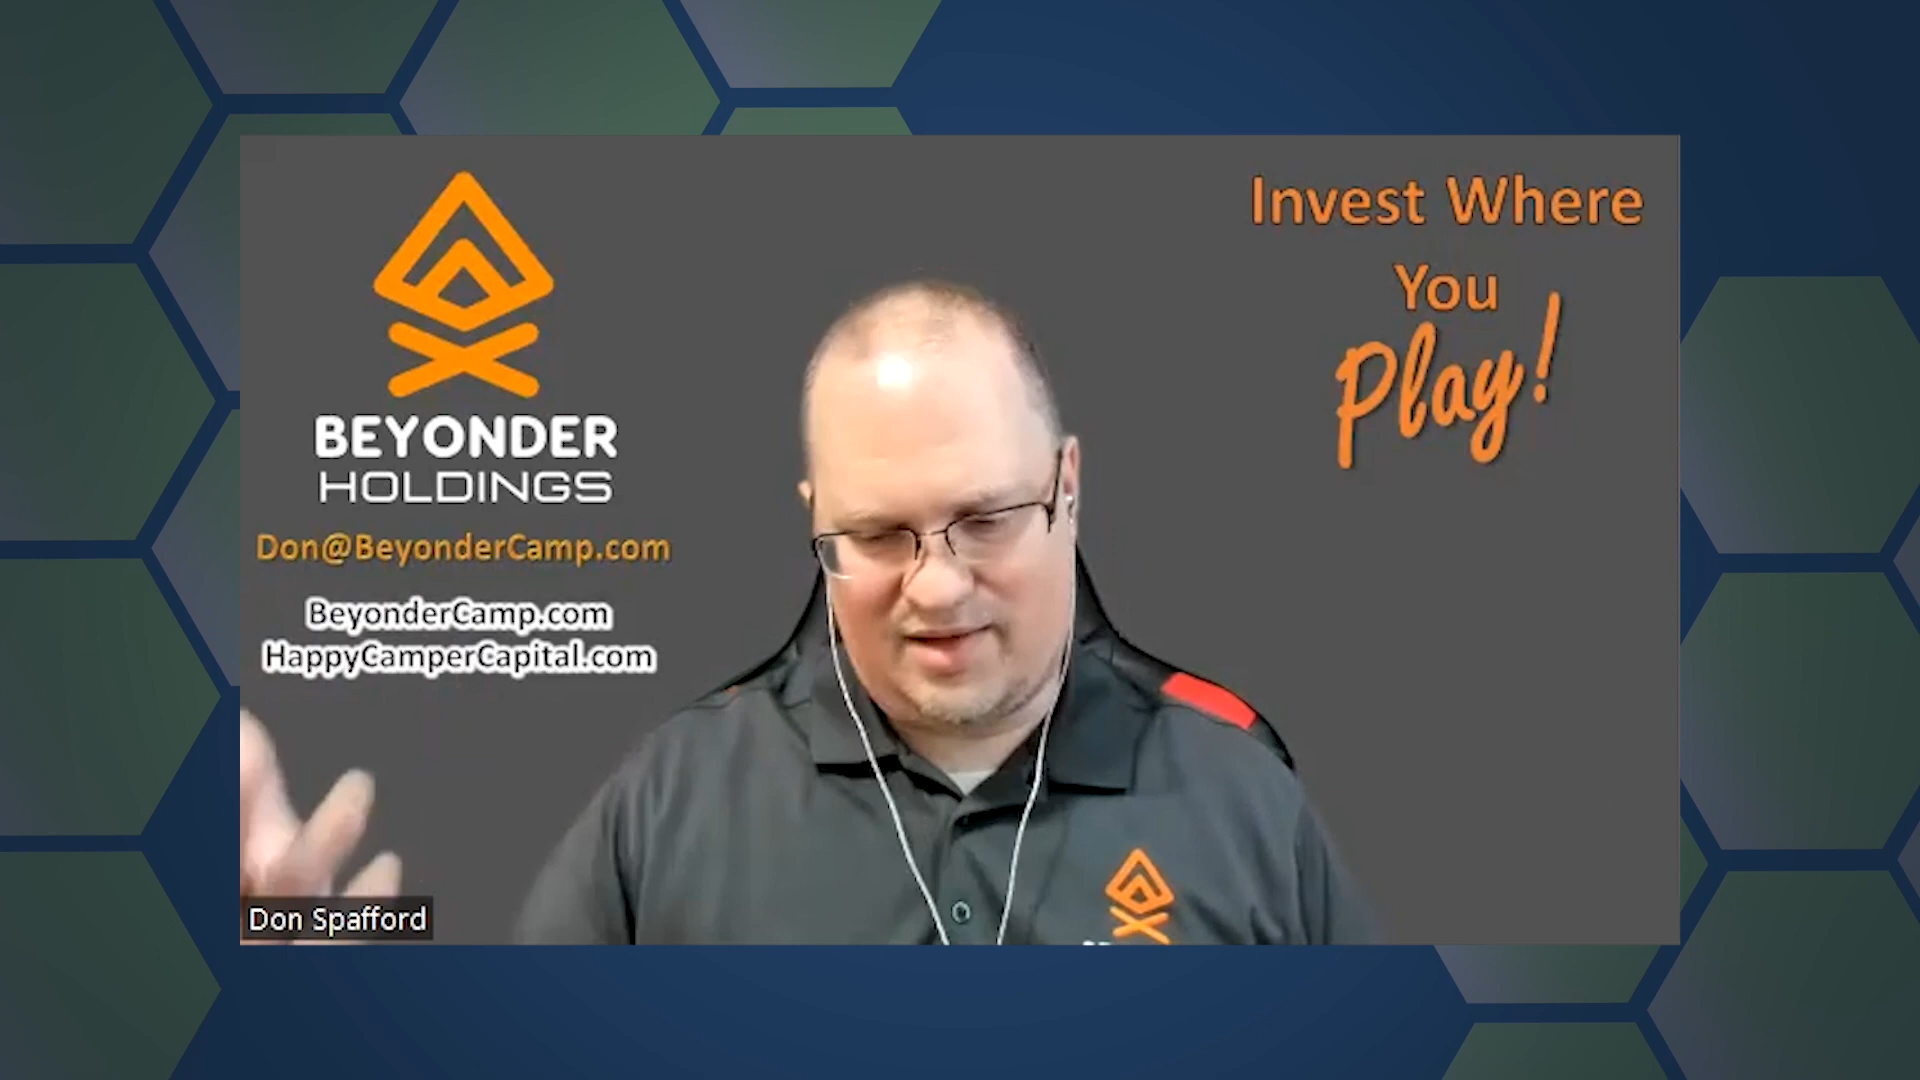 BEYONDER
HOLDINGS
Don@BeyonderCamp.com
BeyonderCamp.com
HappyCamperCapital.com
Invest Where
You
Play!
Don Spafford